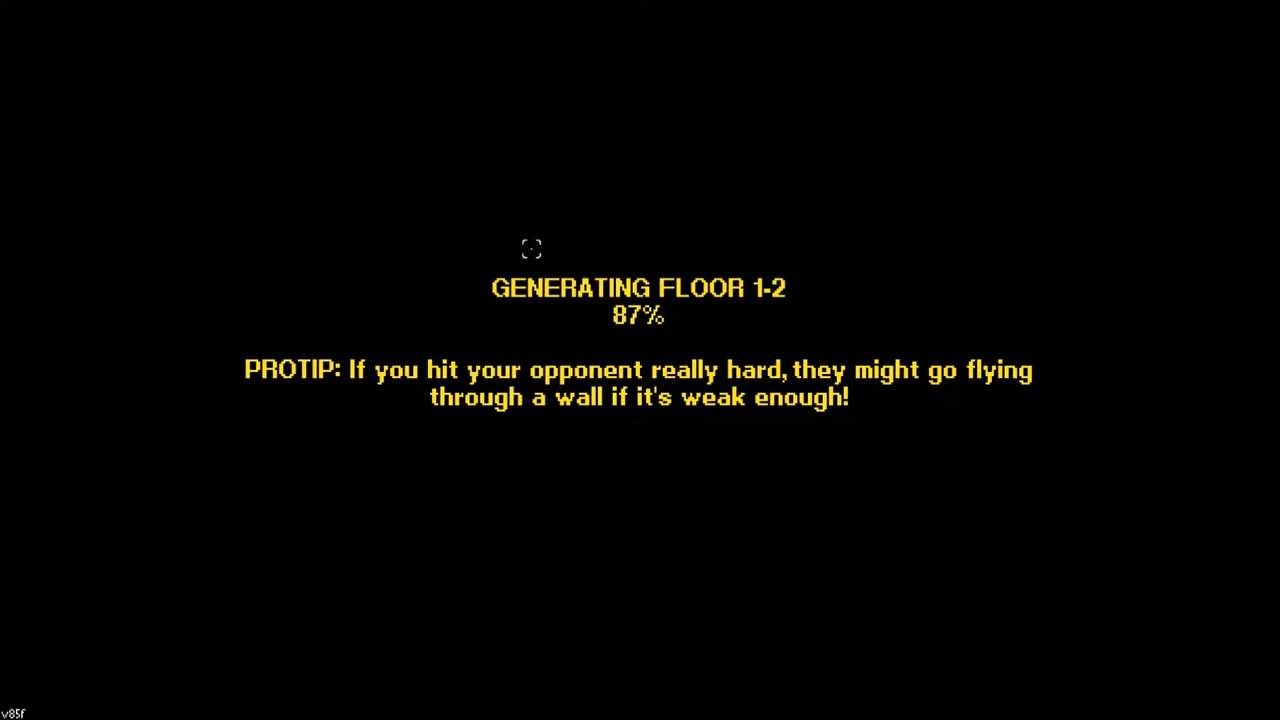 GENERATING FLOOR 1-2
87%
PROTIP: If you hit your opponent really hard, they might go flying
through a wall if it's weak enough!
v85f